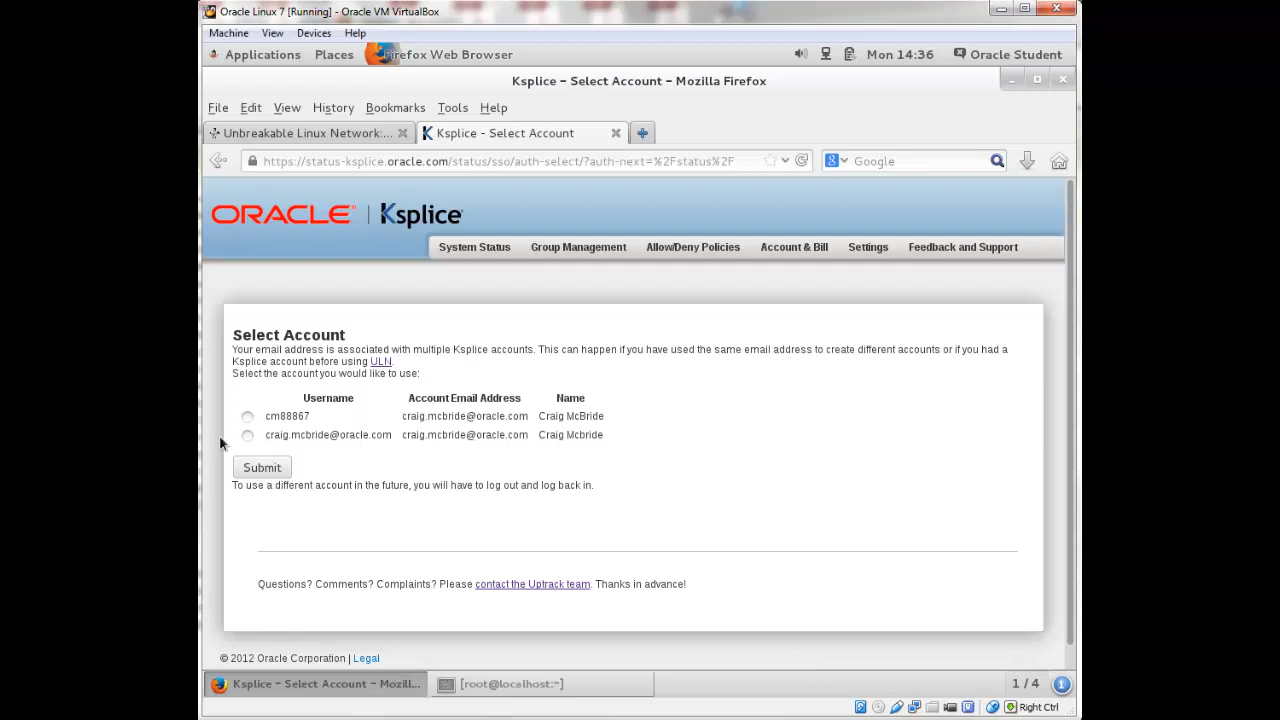 Oracle Linux 7 [Running] - Oracle VM VirtualBox
Machine View Devices Help
Applications Places Firefox Web Browser Mon 14:36 Oracle Student
Ksplice - Select Account - Mozilla Firefox
File Edit View History Bookmarks Tools Help
Unbreakable Linux Network:... Ksplice - Select Account
https://status-ksplice.oracle.com/status/sso/auth-select/?auth-next=%2Fstatus%2F Google
ORACLE | Ksplice
System Status Group Management Allow/Deny Policies Account & Bill Settings Feedback and Support
Select Account
Your email address is associated with multiple Ksplice accounts. This can happen if you have used the same email address to create different accounts or if you had a
Ksplice account before using ULN.
Select the account you would like to use:
Username Account Email Address Name
cm88867 craig.mcbride@oracle.com Craig McBride
craig.mcbride@oracle.com craig.mcbride@oracle.com Craig Mcbride
Submit
To use a different account in the future, you will have to log out and log back in.
Questions? Comments? Complaints? Please contact the Uptrack team. Thanks in advance!
© 2012 Oracle Corporation | Legal
Ksplice - Select Account - Mozill... [root@localhost:~] 1 / 4 1
Right Ctrl